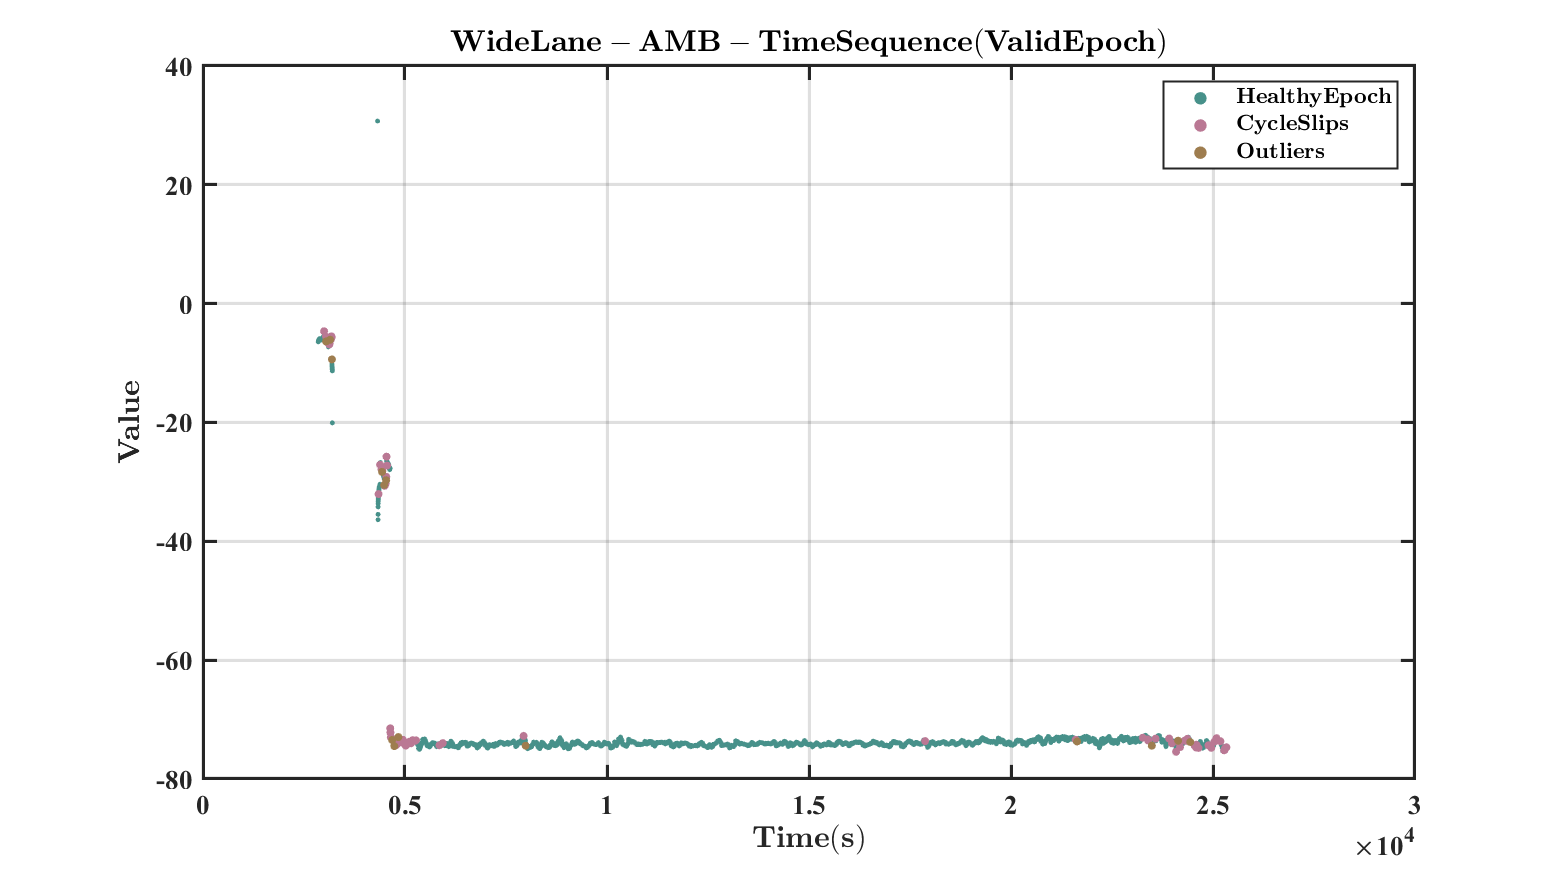 WideLane − AMB − TimeSequence(ValidEpoch)
HealthyEpoch
CycleSlips
Outliers
40
20
0
-20
-40
-60
-80
Value
0 0.5 1 1.5 2 2.5 3
Time(s)
×10⁴